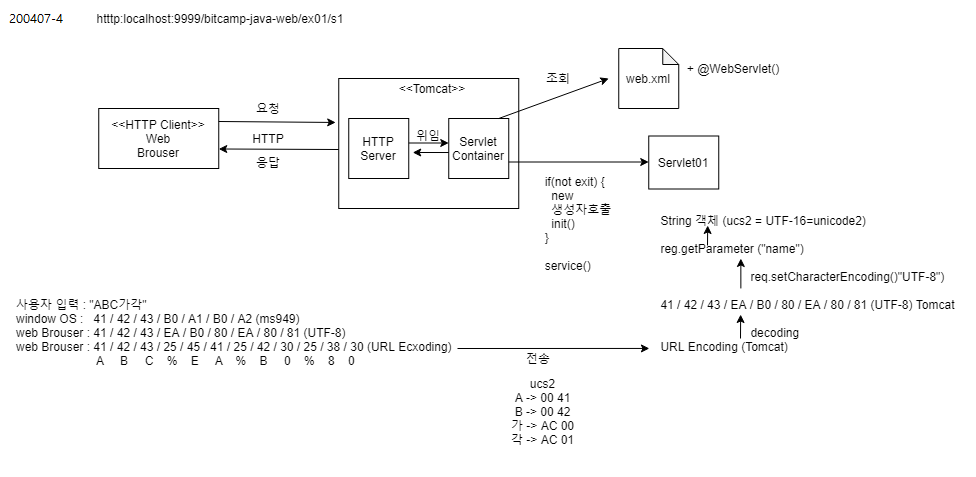 200407-4 htttp:localhost:9999/bitcamp-java-web/ex01/s1
<<HTTP Client>>
Web
Brouser
요청
HTTP
응답
<<Tomcat>>
HTTP
Server
위임
Servlet
Container
조회
web.xml
+ @WebServlet()
Servlet01
if(not exit) {
new
생성자호출
init()
}
service()
String 객체 (ucs2 = UTF-16=unicode2)
reg.getParameter ("name")
req.setCharacterEncoding()"UTF-8")
41 / 42 / 43 / EA / B0 / 80 / EA / 80 / 81 (UTF-8) Tomcat
decoding
URL Encoding (Tomcat)
사용자 입력 : "ABC가각"
window OS : 41 / 42 / 43 / B0 / A1 / B0 / A2 (ms949)
web Brouser : 41 / 42 / 43 / EA / B0 / 80 / EA / 80 / 81 (UTF-8)
web Brouser : 41 / 42 / 43 / 25 / 45 / 41 / 25 / 42 / 30 / 25 / 38 / 30 (URL Ecxoding)
A B C % E A % B 0 % 8 0
전송
ucs2
A -> 00 41
B -> 00 42
가 -> AC 00
각 -> AC 01